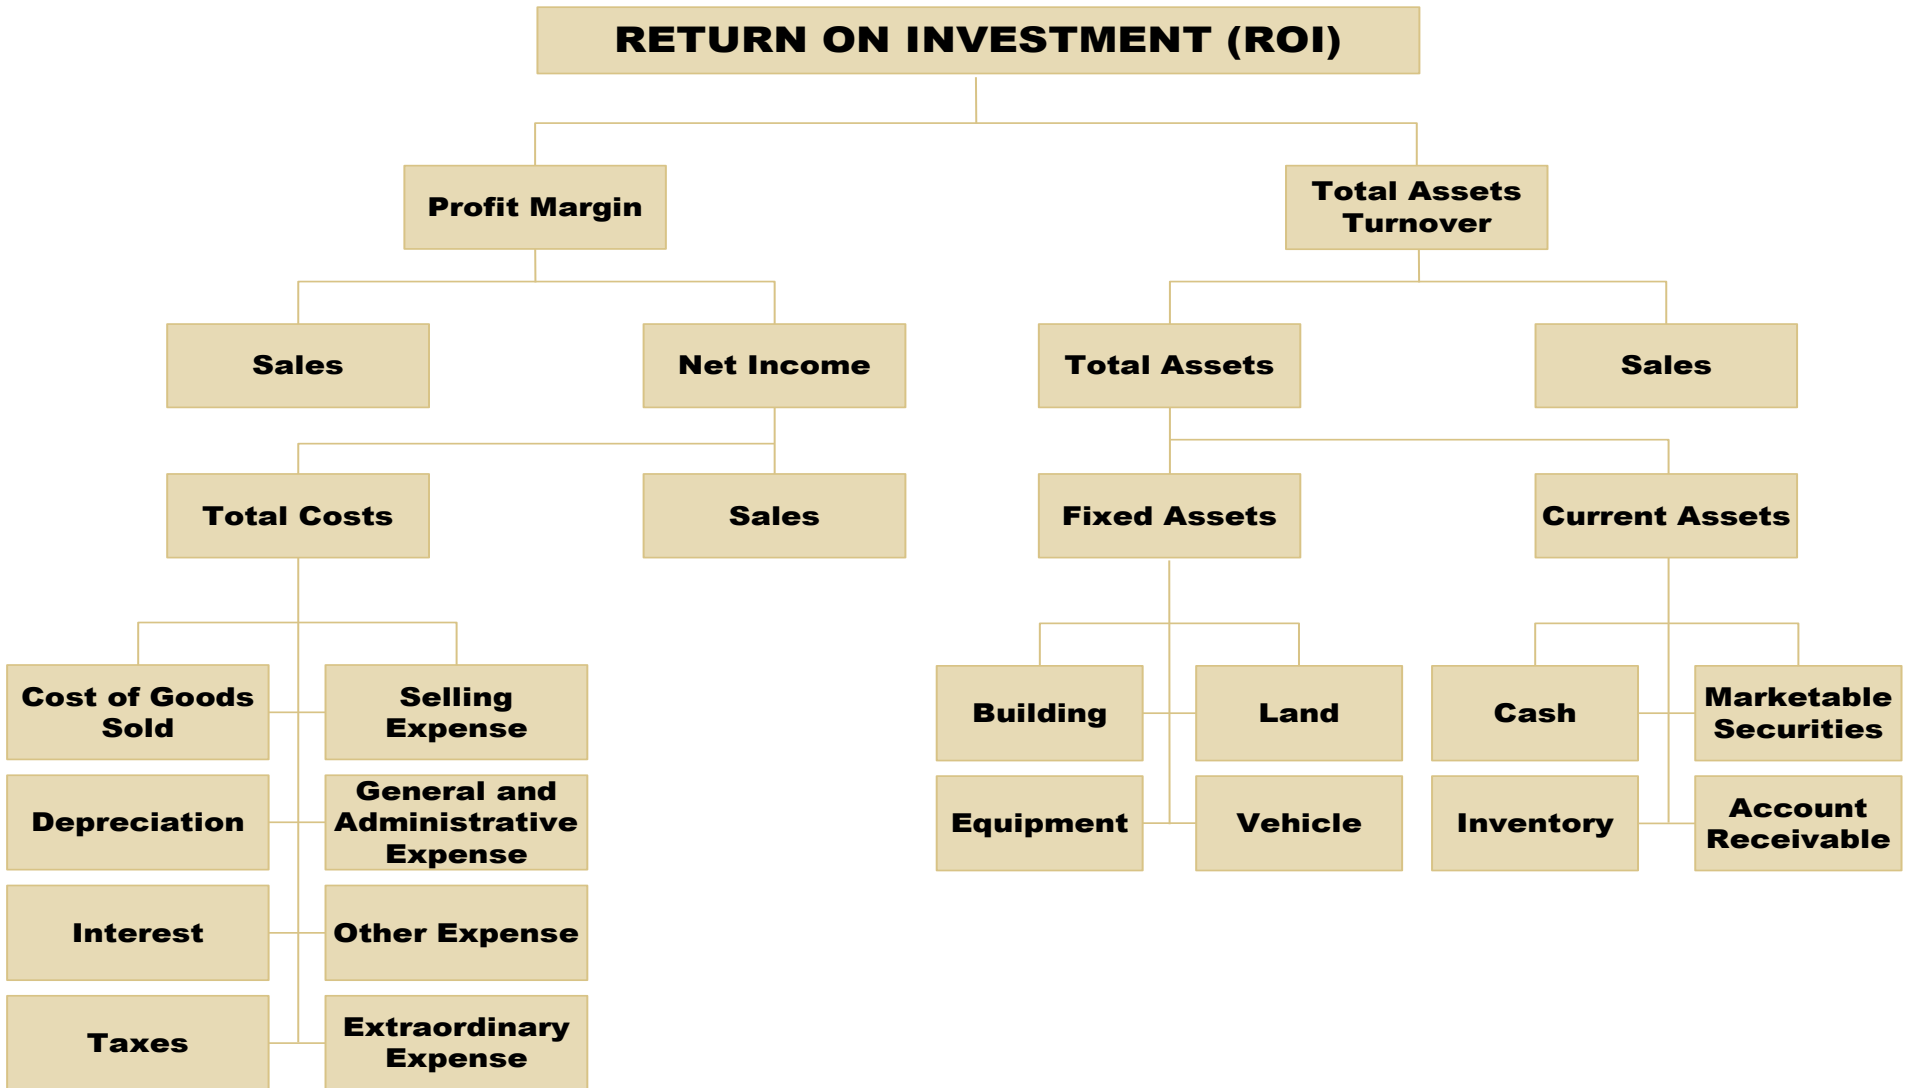 RETURN ON INVESTMENT (ROI)
Profit Margin
Total Assets
Turnover
Sales
Net Income
Total Assets
Sales
Total Costs
Sales
Fixed Assets
Current Assets
Cost of Goods
Sold
Selling
Expense
Building
Land
Cash
Marketable
Securities
Depreciation
General and
Administrative
Expense
Equipment
Vehicle
Inventory
Account
Receivable
Interest
Other Expense
Taxes
Extraordinary
Expense